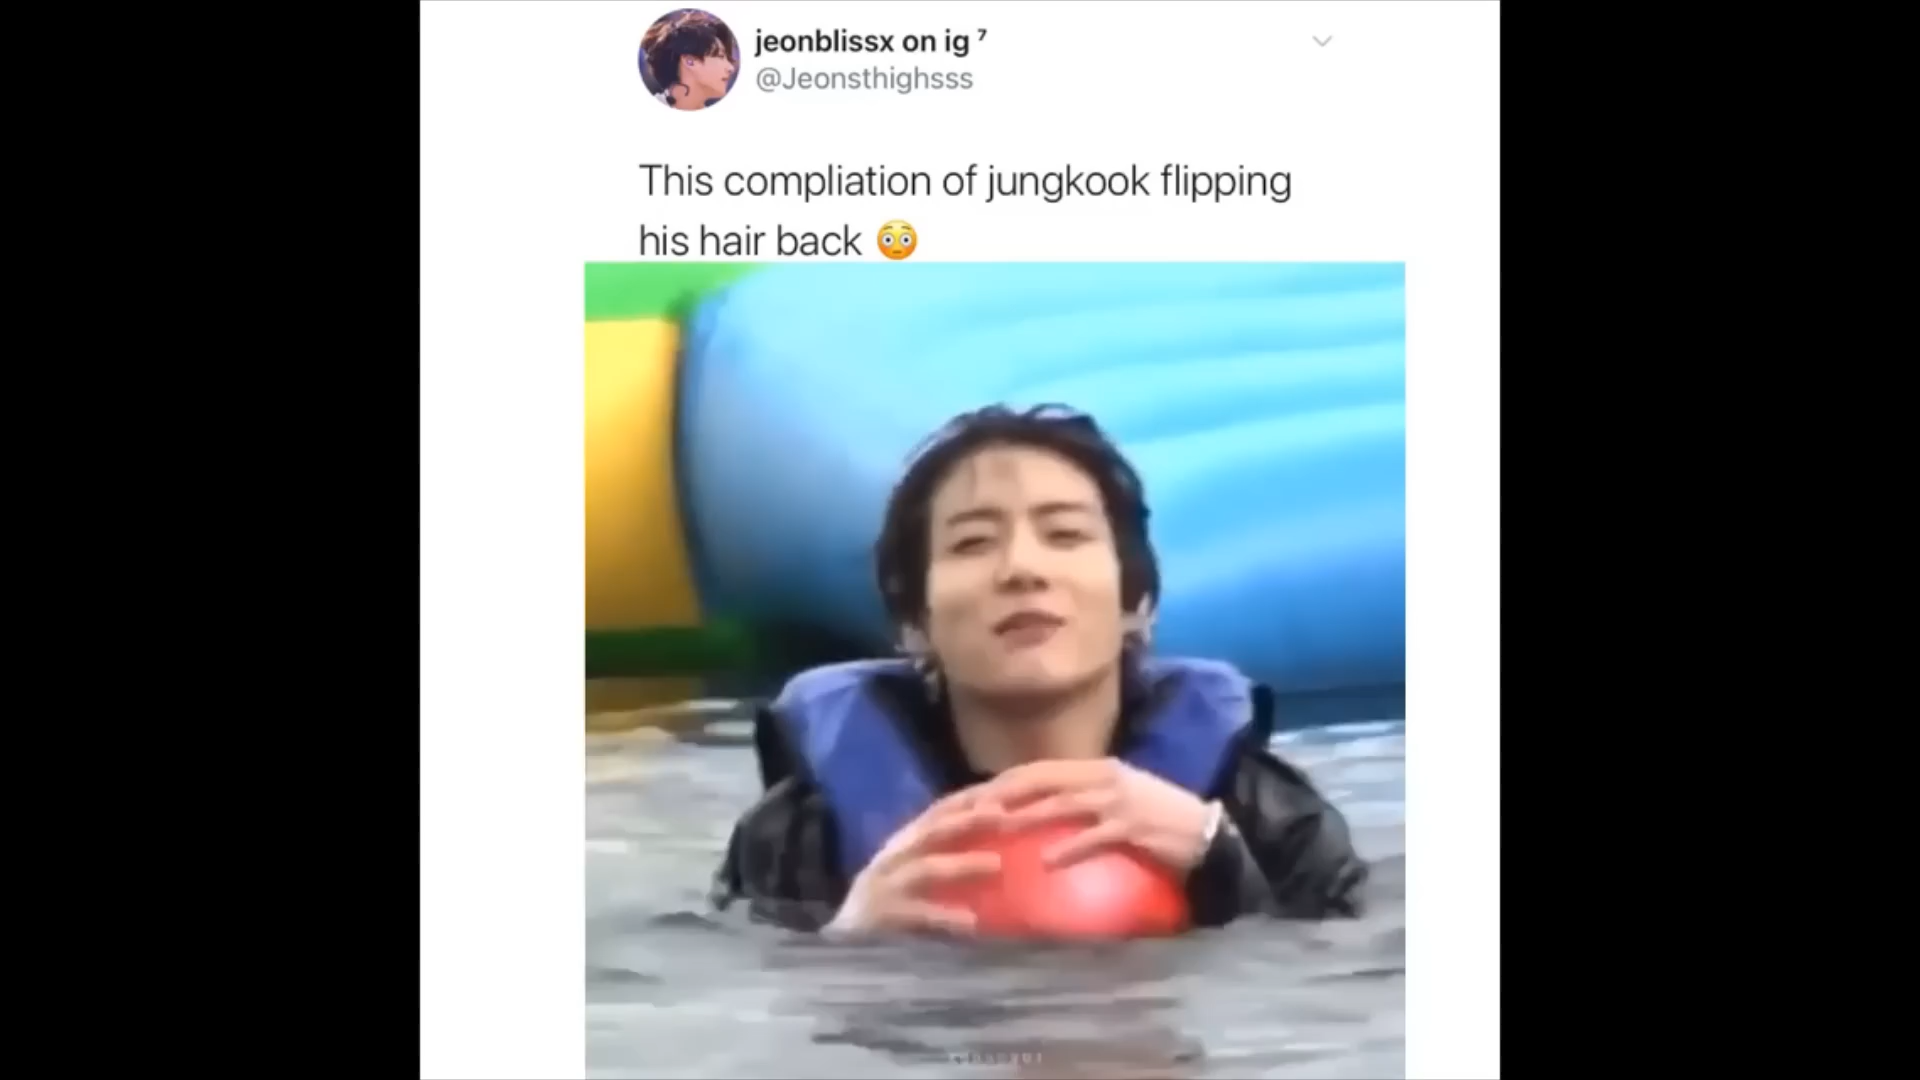 jeonblissx on ig ⁷
@Jeonsthighsss
This compliation of jungkook flipping
his hair back 😳